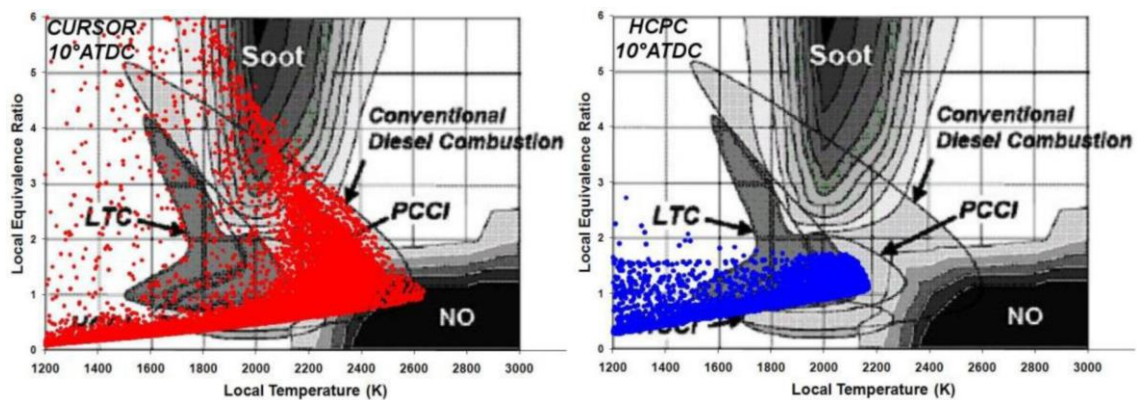 CURSOR
10°ATDC
Soot
Conventional
Diesel Combustion
LTC
PCCI
NO
Local Equivalence Ratio
6
5
4
3
2
1
0
1200 1400 1600 1800 2000 2200 2400 2600 2800 3000
Local Temperature (K)
HCPC
10°ATDC
Soot
Conventional
Diesel Combustion
LTC
PCCI
NO
Local Equivalence Ratio
6
5
4
3
2
1
0
1200 1400 1600 1800 2000 2200 2400 2600 2800 3000
Local Temperature (K)